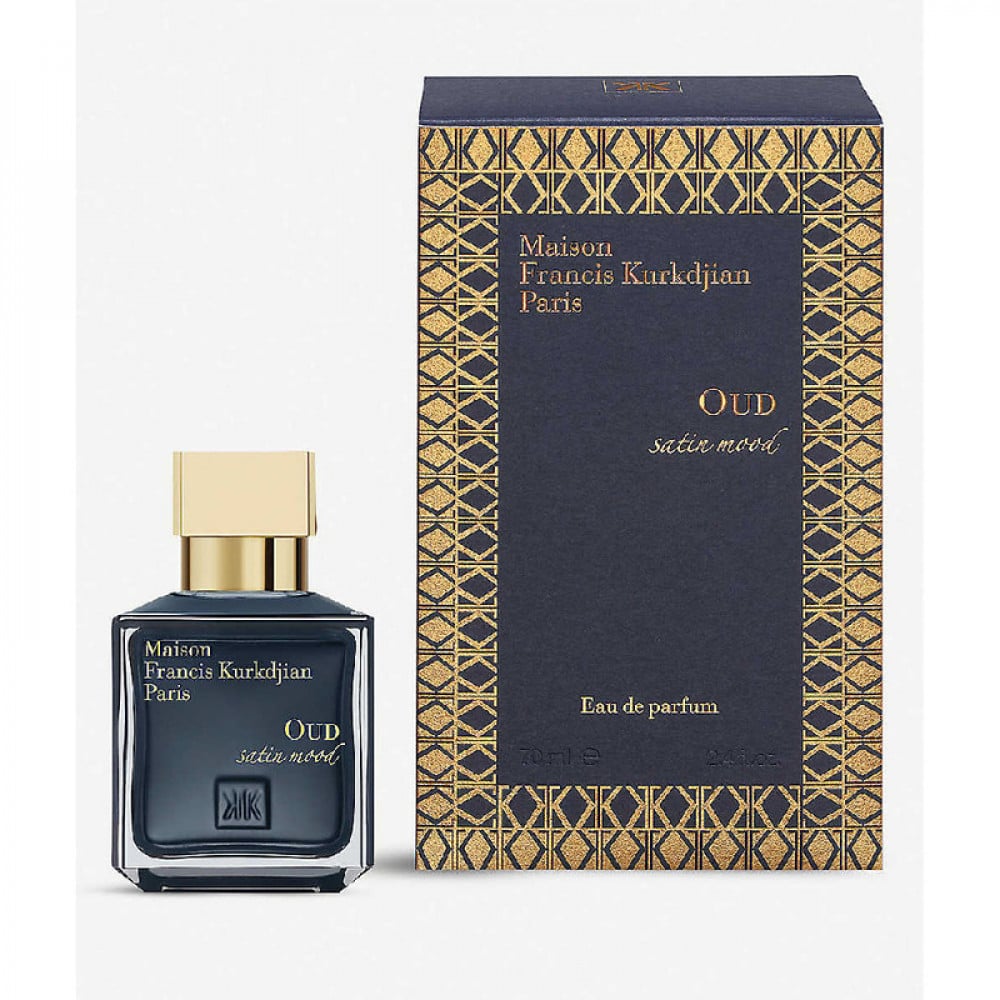 Maison
Francis Kurkdjian
Paris
OUD
satin mood
Eau de parfum
70 ml e 2.4 fl.oz.
Maison
Francis Kurkdjian
Paris
OUD
satin mood